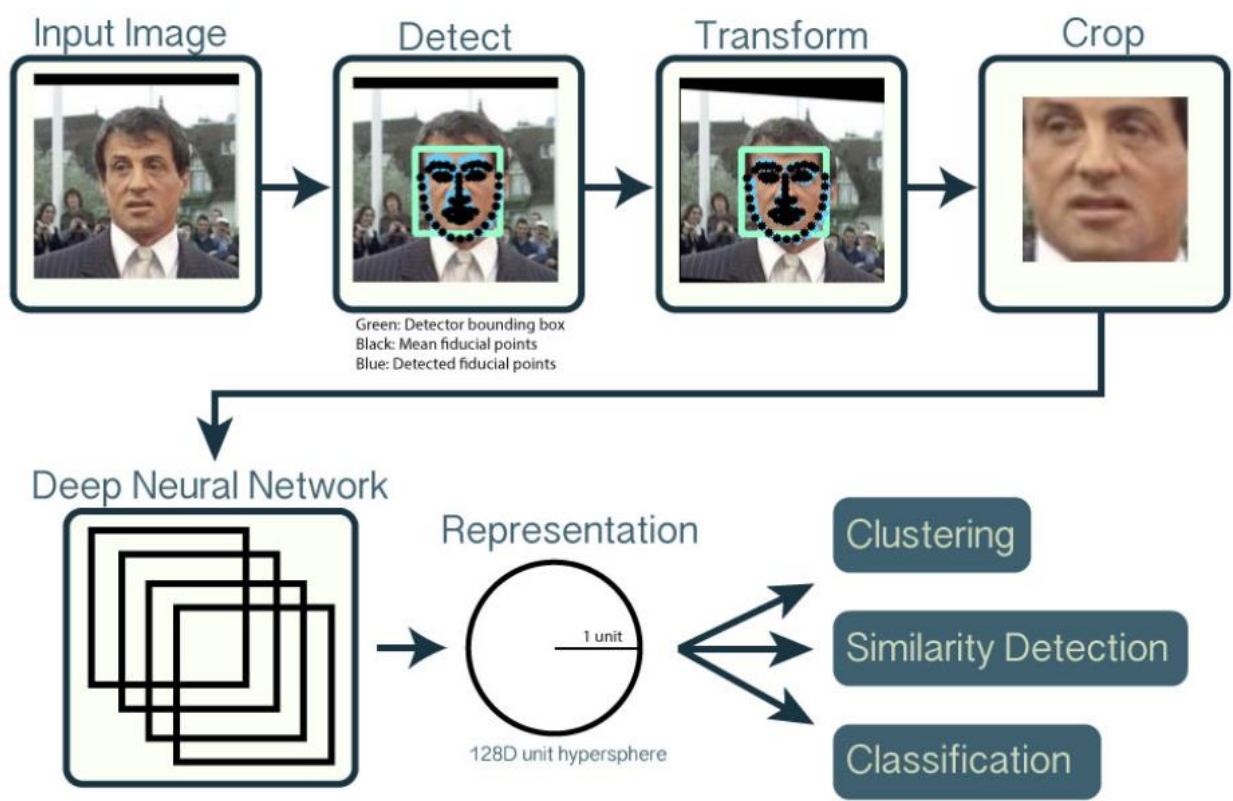 Input Image
Detect
Transform
Crop
Green: Detector bounding box
Black: Mean fiducial points
Blue: Detected fiducial points
Deep Neural Network
Representation
1 unit
128D unit hypersphere
Clustering
Similarity Detection
Classification